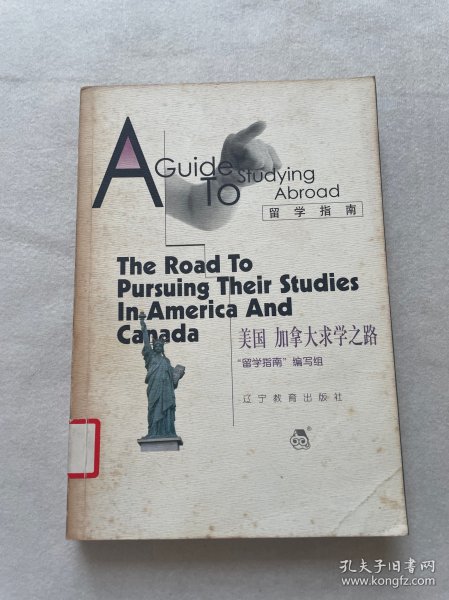 A Guide To Studying Abroad
留学指南
The Road To
Pursuing Their Studies
In America And
Canada
美国 加拿大求学之路
“留学指南”编写组
辽宁教育出版社
®
孔夫子旧书网
www.kongfz.com